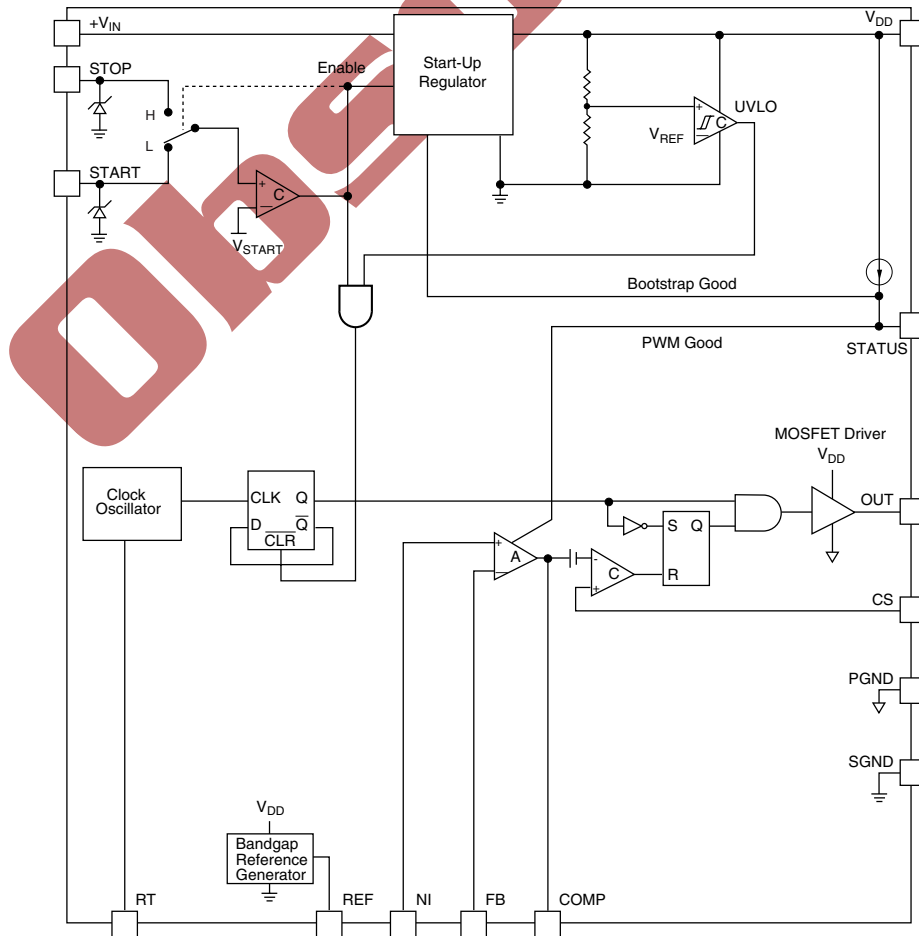 +VIN
VDD
STOP
Enable
Start-Up
Regulator
H
L
UVLO
+
C
–
VREF
START
+
C
–
VSTART
Bootstrap Good
PWM Good
STATUS
MOSFET Driver
VDD
OUT
Clock
Oscillator
CLK Q
D Q
CLR
S Q
R
+
A
–
-
C
+
CS
PGND
SGND
VDD
Bandgap
Reference
Generator
RT
REF
NI
FB
COMP